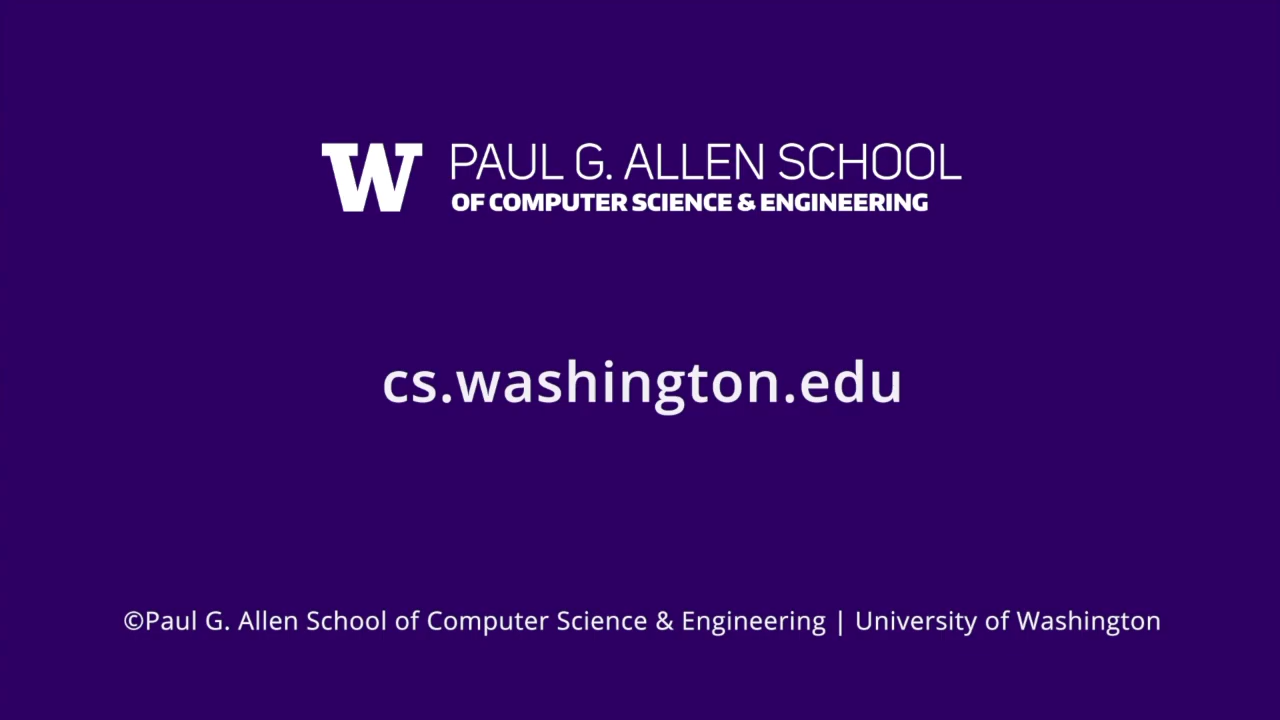 W PAUL G. ALLEN SCHOOL
OF COMPUTER SCIENCE & ENGINEERING
cs.washington.edu
©Paul G. Allen School of Computer Science & Engineering | University of Washington